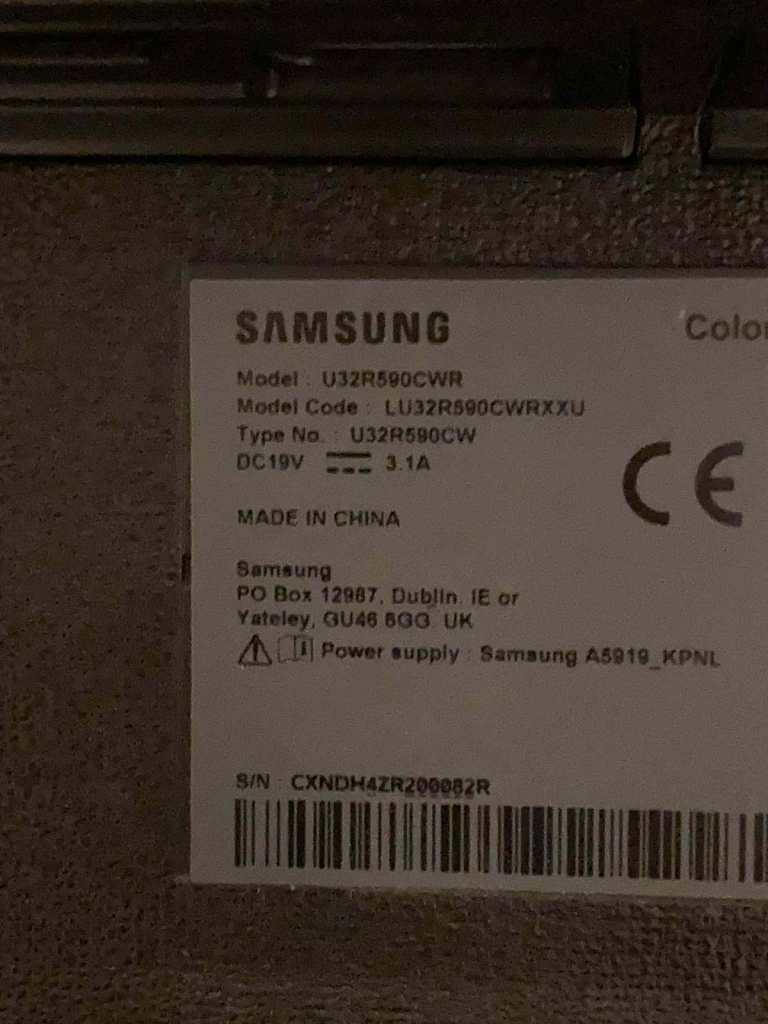 SAMSUNG
Color
Model : U32R590CWR
Model Code : LU32R590CWRXXU
Type No. : U32R590CW
DC19V 3.1A
CE
MADE IN CHINA
Samsung
PO Box 12987, Dublin. IE or
Yateley, GU46 6GG. UK
Power supply : Samsung A5919_KPNL
S/N : CXNDH4ZR200082R